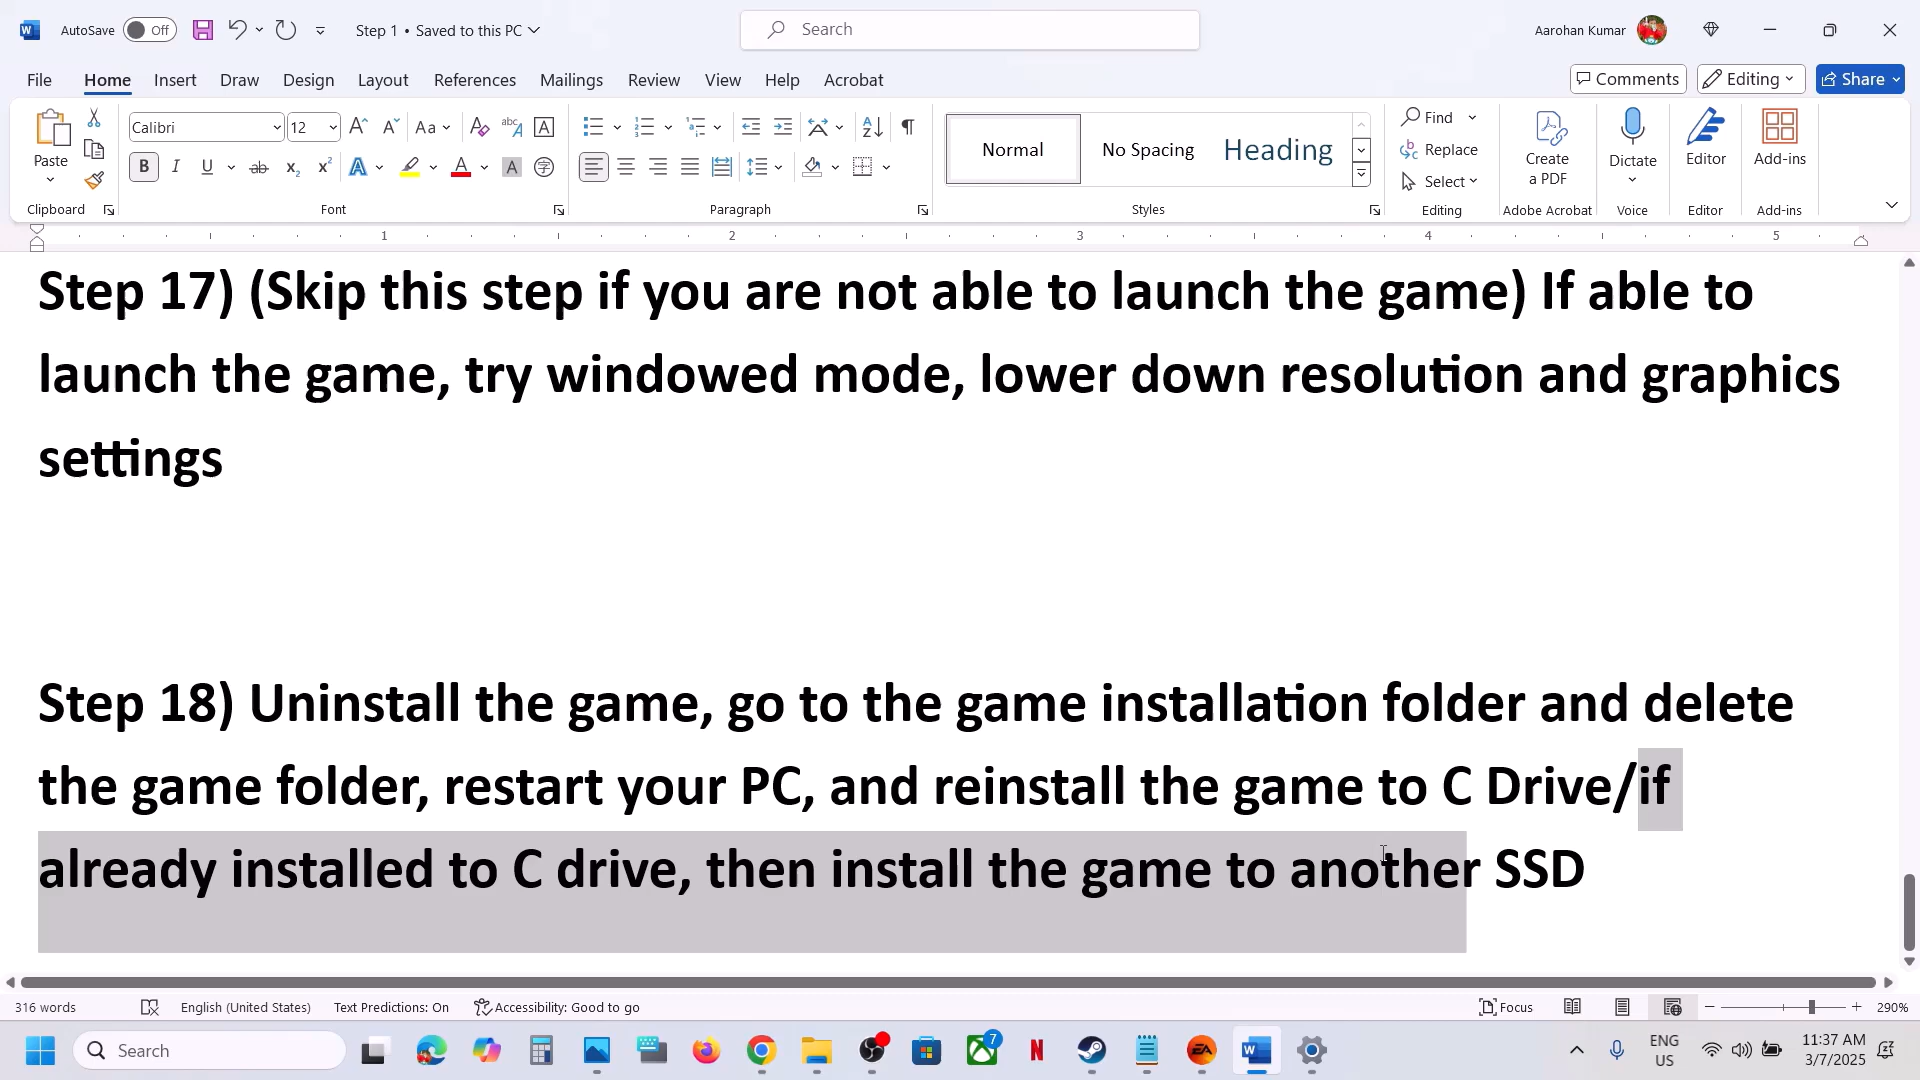 AutoSave Off Step 1 • Saved to this PC Search Aarohan Kumar
File Home Insert Draw Design Layout References Mailings Review View Help Acrobat Comments Editing Share
Paste Calibri 12 Aa Normal No Spacing Heading Find Replace Select Create a PDF Dictate Editor Add-ins
Clipboard Font Paragraph Styles Editing Adobe Acrobat Voice Editor Add-ins
1 2 3 4 5
Step 17) (Skip this step if you are not able to launch the game) If able to
launch the game, try windowed mode, lower down resolution and graphics
settings
Step 18) Uninstall the game, go to the game installation folder and delete
the game folder, restart your PC, and reinstall the game to C Drive/if
already installed to C drive, then install the game to another SSD
316 words English (United States) Text Predictions: On Accessibility: Good to go Focus 290%
Search 7 ENG US 11:37 AM 3/7/2025